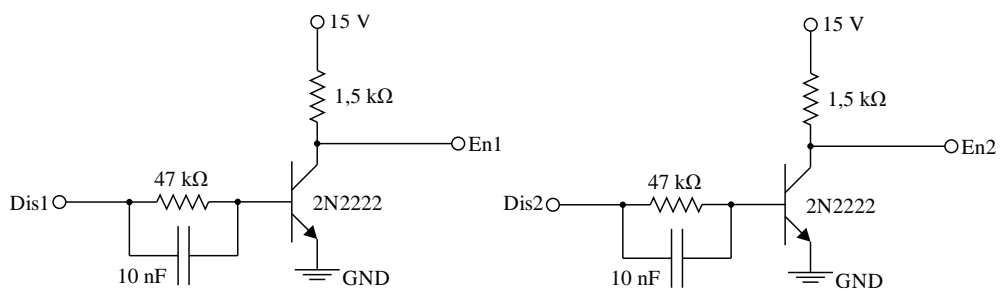 15 V
1,5 kΩ
En1
47 kΩ
Dis1
2N2222
10 nF
GND
15 V
1,5 kΩ
En2
47 kΩ
Dis2
2N2222
10 nF
GND